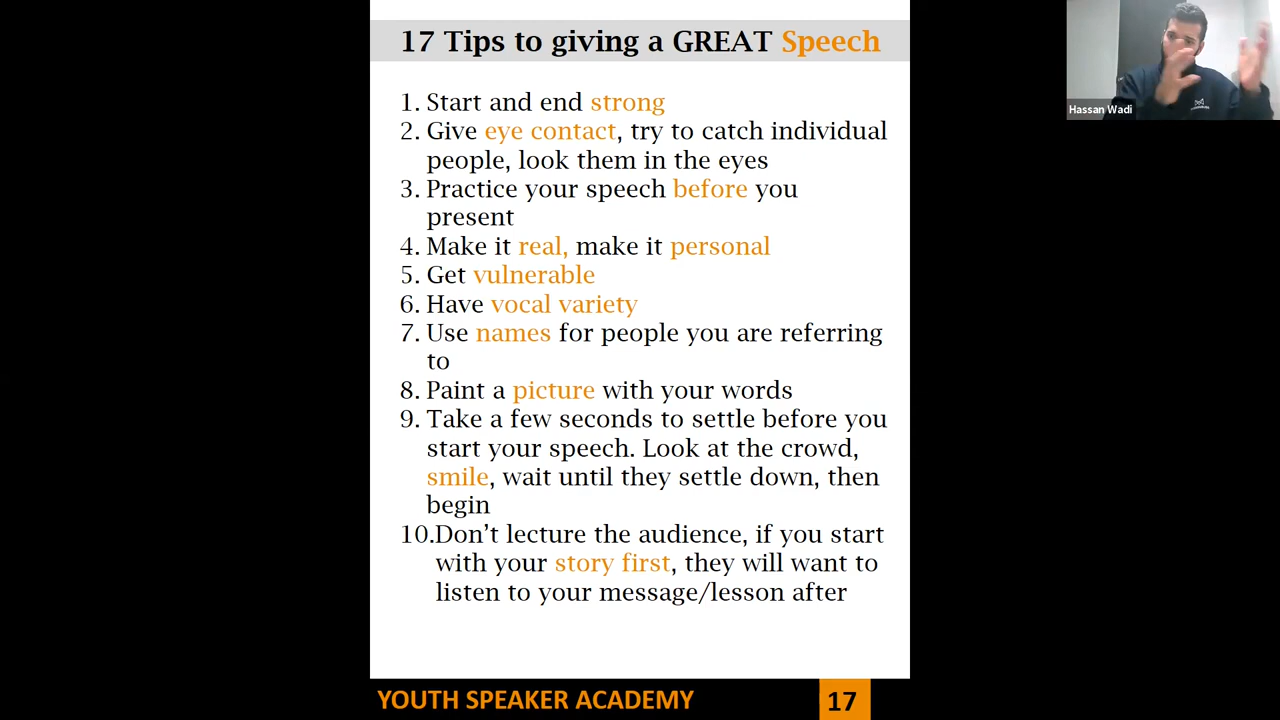 17 Tips to giving a GREAT Speech
Hassan Wadi
1. Start and end strong
2. Give eye contact, try to catch individual
people, look them in the eyes
3. Practice your speech before you
present
4. Make it real, make it personal
5. Get vulnerable
6. Have vocal variety
7. Use names for people you are referring
to
8. Paint a picture with your words
9. Take a few seconds to settle before you
start your speech. Look at the crowd,
smile, wait until they settle down, then
begin
10.Don’t lecture the audience, if you start
with your story first, they will want to
listen to your message/lesson after
YOUTH SPEAKER ACADEMY
17